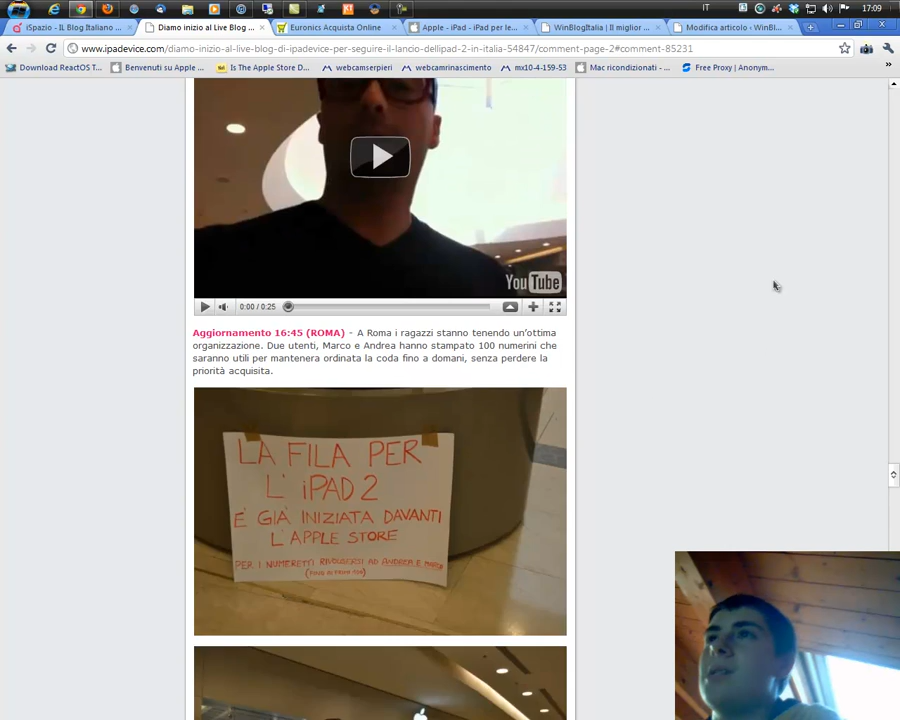 IT
17:09
iSpazio - IL Blog Italiano
Diamo inizio al Live Blog
Euronics Acquista Online
Apple - iPad - iPad per le
WinBlogItalia | Il miglior
Modifica articolo ‹ WinBl
www.ipadevice.com/diamo-inizio-al-live-blog-di-ipadevice-per-seguire-il-lancio-dellipad-2-in-italia-54847/comment-page-2#comment-85231
Download ReactOS T...
Benvenuti su Apple ...
Is The Apple Store D...
webcamserpieri
webcamrinascimento
mx10-4-159-53
Mac ricondizionati - ...
Free Proxy | Anonym...
YouTube
0:00 / 0:25
Aggiornamento 16:45 (ROMA) - A Roma i ragazzi stanno tenendo un'ottima
organizzazione. Due utenti, Marco e Andrea hanno stampato 100 numerini che
saranno utili per mantenera ordinata la coda fino a domani, senza perdere la
priorità acquisita.
LA FILA PER
L' iPAD 2
E' GIA' INIZIATA DAVANTI
L'APPLE STORE
PER I NUMERETTI RIVOLGERSI AD ANDREA E MARCO